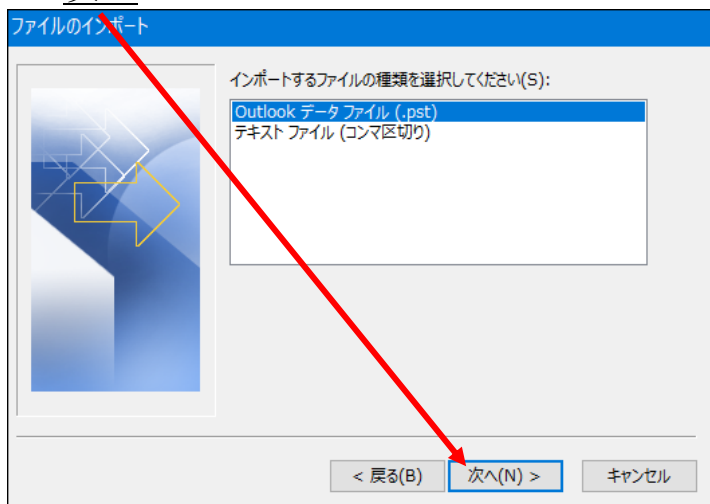 ファイルのインポート
インポートするファイルの種類を選択してください(S):
Outlook データ ファイル (.pst)
テキスト ファイル (コンマ区切り)
< 戻る(B)
次へ(N) >
キャンセル